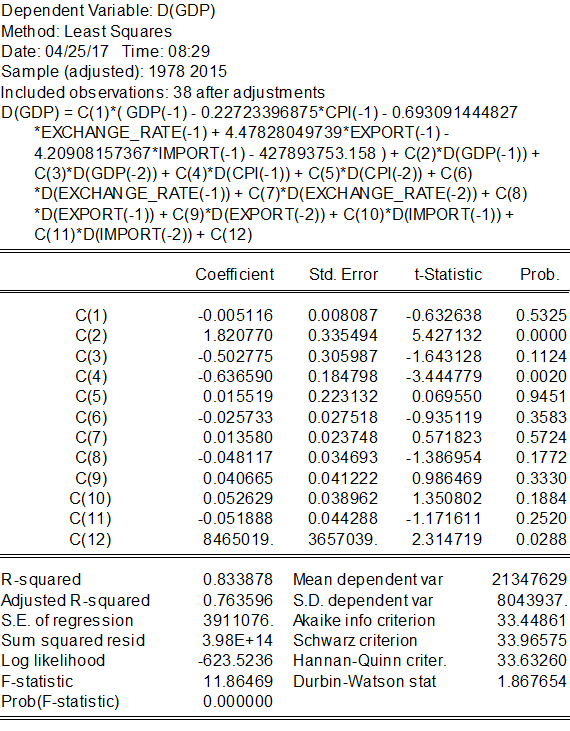 Dependent Variable: D(GDP)
Method: Least Squares
Date: 04/25/17 Time: 08:29
Sample (adjusted): 1978 2015
Included observations: 38 after adjustments
D(GDP) = C(1)*( GDP(-1) - 0.22723396875*CPI(-1) - 0.693091444827
*EXCHANGE_RATE(-1) + 4.47828049739*EXPORT(-1) -
4.20908157367*IMPORT(-1) - 427893753.158 ) + C(2)*D(GDP(-1)) +
C(3)*D(GDP(-2)) + C(4)*D(CPI(-1)) + C(5)*D(CPI(-2)) + C(6)
*D(EXCHANGE_RATE(-1)) + C(7)*D(EXCHANGE_RATE(-2)) + C(8)
*D(EXPORT(-1)) + C(9)*D(EXPORT(-2)) + C(10)*D(IMPORT(-1)) +
C(11)*D(IMPORT(-2)) + C(12)
Coefficient Std. Error t-Statistic Prob.
C(1) -0.005116 0.008087 -0.632638 0.5325
C(2) 1.820770 0.335494 5.427132 0.0000
C(3) -0.502775 0.305987 -1.643128 0.1124
C(4) -0.636590 0.184798 -3.444779 0.0020
C(5) 0.015519 0.223132 0.069550 0.9451
C(6) -0.025733 0.027518 -0.935119 0.3583
C(7) 0.013580 0.023748 0.571823 0.5724
C(8) -0.048117 0.034693 -1.386954 0.1772
C(9) 0.040665 0.041222 0.986469 0.3330
C(10) 0.052629 0.038962 1.350802 0.1884
C(11) -0.051888 0.044288 -1.171611 0.2520
C(12) 8465019. 3657039. 2.314719 0.0288
R-squared 0.833878 Mean dependent var 21347629
Adjusted R-squared 0.763596 S.D. dependent var 8043937.
S.E. of regression 3911076. Akaike info criterion 33.44861
Sum squared resid 3.98E+14 Schwarz criterion 33.96575
Log likelihood -623.5236 Hannan-Quinn criter. 33.63260
F-statistic 11.86469 Durbin-Watson stat 1.867654
Prob(F-statistic) 0.000000